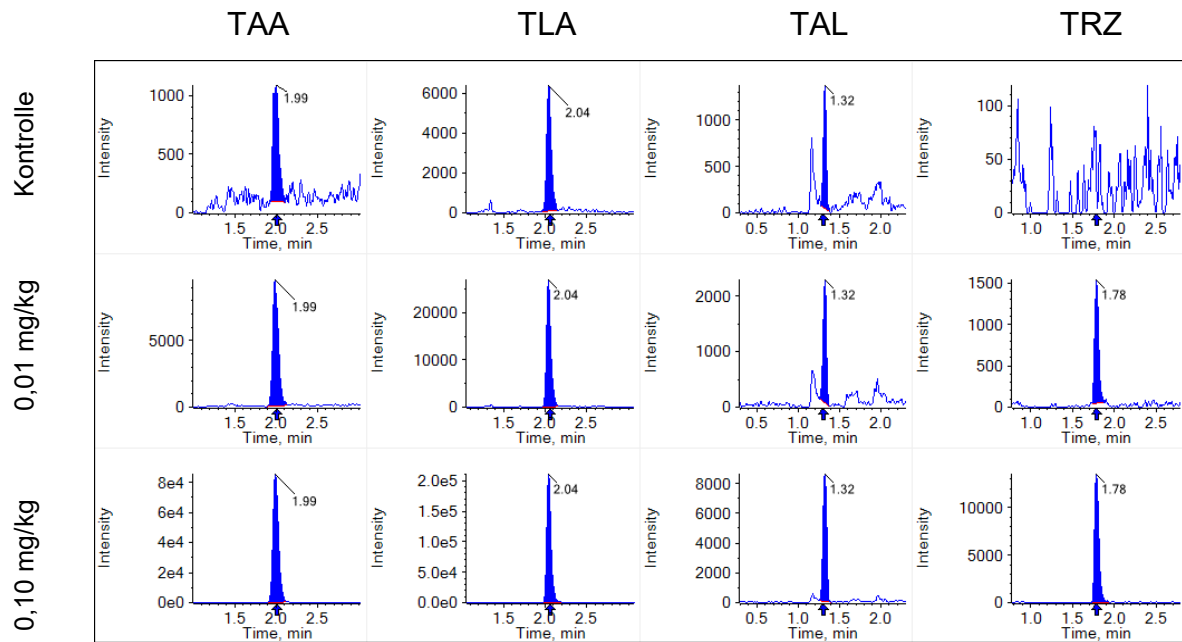 TAA TLA TAL TRZ
Kontrolle
Intensity 1000 500 0 1.99 1.5 2.0 2.5 Time, min
Intensity 6000 4000 2000 0 2.04 1.5 2.0 2.5 Time, min
Intensity 1000 500 0 1.32 0.5 1.0 1.5 2.0 Time, min
Intensity 100 50 0 1.0 1.5 2.0 2.5 Time, min
0,01 mg/kg
Intensity 5000 0 1.99 1.5 2.0 2.5 Time, min
Intensity 20000 10000 0 2.04 1.5 2.0 2.5 Time, min
Intensity 2000 1000 0 1.32 0.5 1.0 1.5 2.0 Time, min
Intensity 1500 1000 500 0 1.78 1.0 1.5 2.0 2.5 Time, min
0,10 mg/kg
Intensity 8e4 6e4 4e4 2e4 0e0 1.99 1.5 2.0 2.5 Time, min
Intensity 2.0e5 1.5e5 1.0e5 5.0e4 0.0e0 2.04 1.5 2.0 2.5 Time, min
Intensity 8000 6000 4000 2000 0 1.32 0.5 1.0 1.5 2.0 Time, min
Intensity 10000 5000 0 1.78 1.0 1.5 2.0 2.5 Time, min